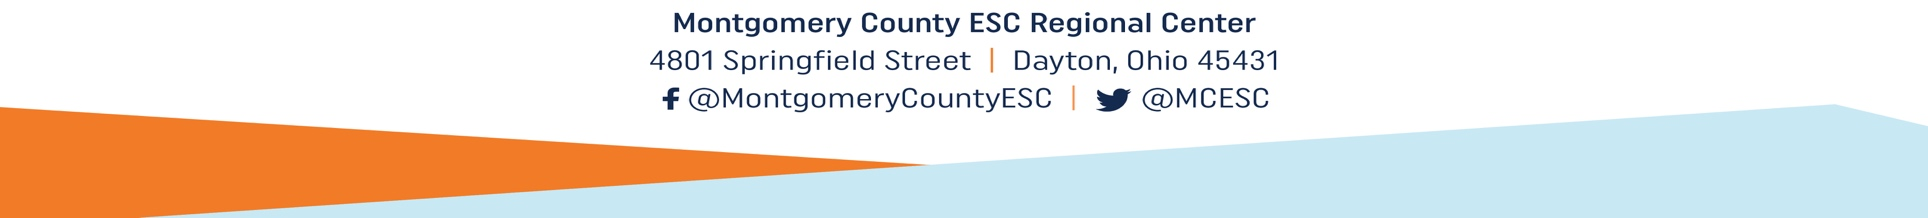 Montgomery County ESC Regional Center
4801 Springfield Street | Dayton, Ohio 45431
@MontgomeryCountyESC | @MCESC